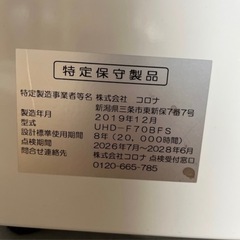 特定保守製品
特定製造事業者等名 株式会社 コロナ
新潟県三条市東新保7番7号
製造年月 2019年12月
型式 UHD-F70BFS
設計標準使用期間 8年(20,000時間)
点検期間 2026年7月~2028年6月
問合せ連絡先 株式会社コロナ 点検受付窓口
0120-665-785